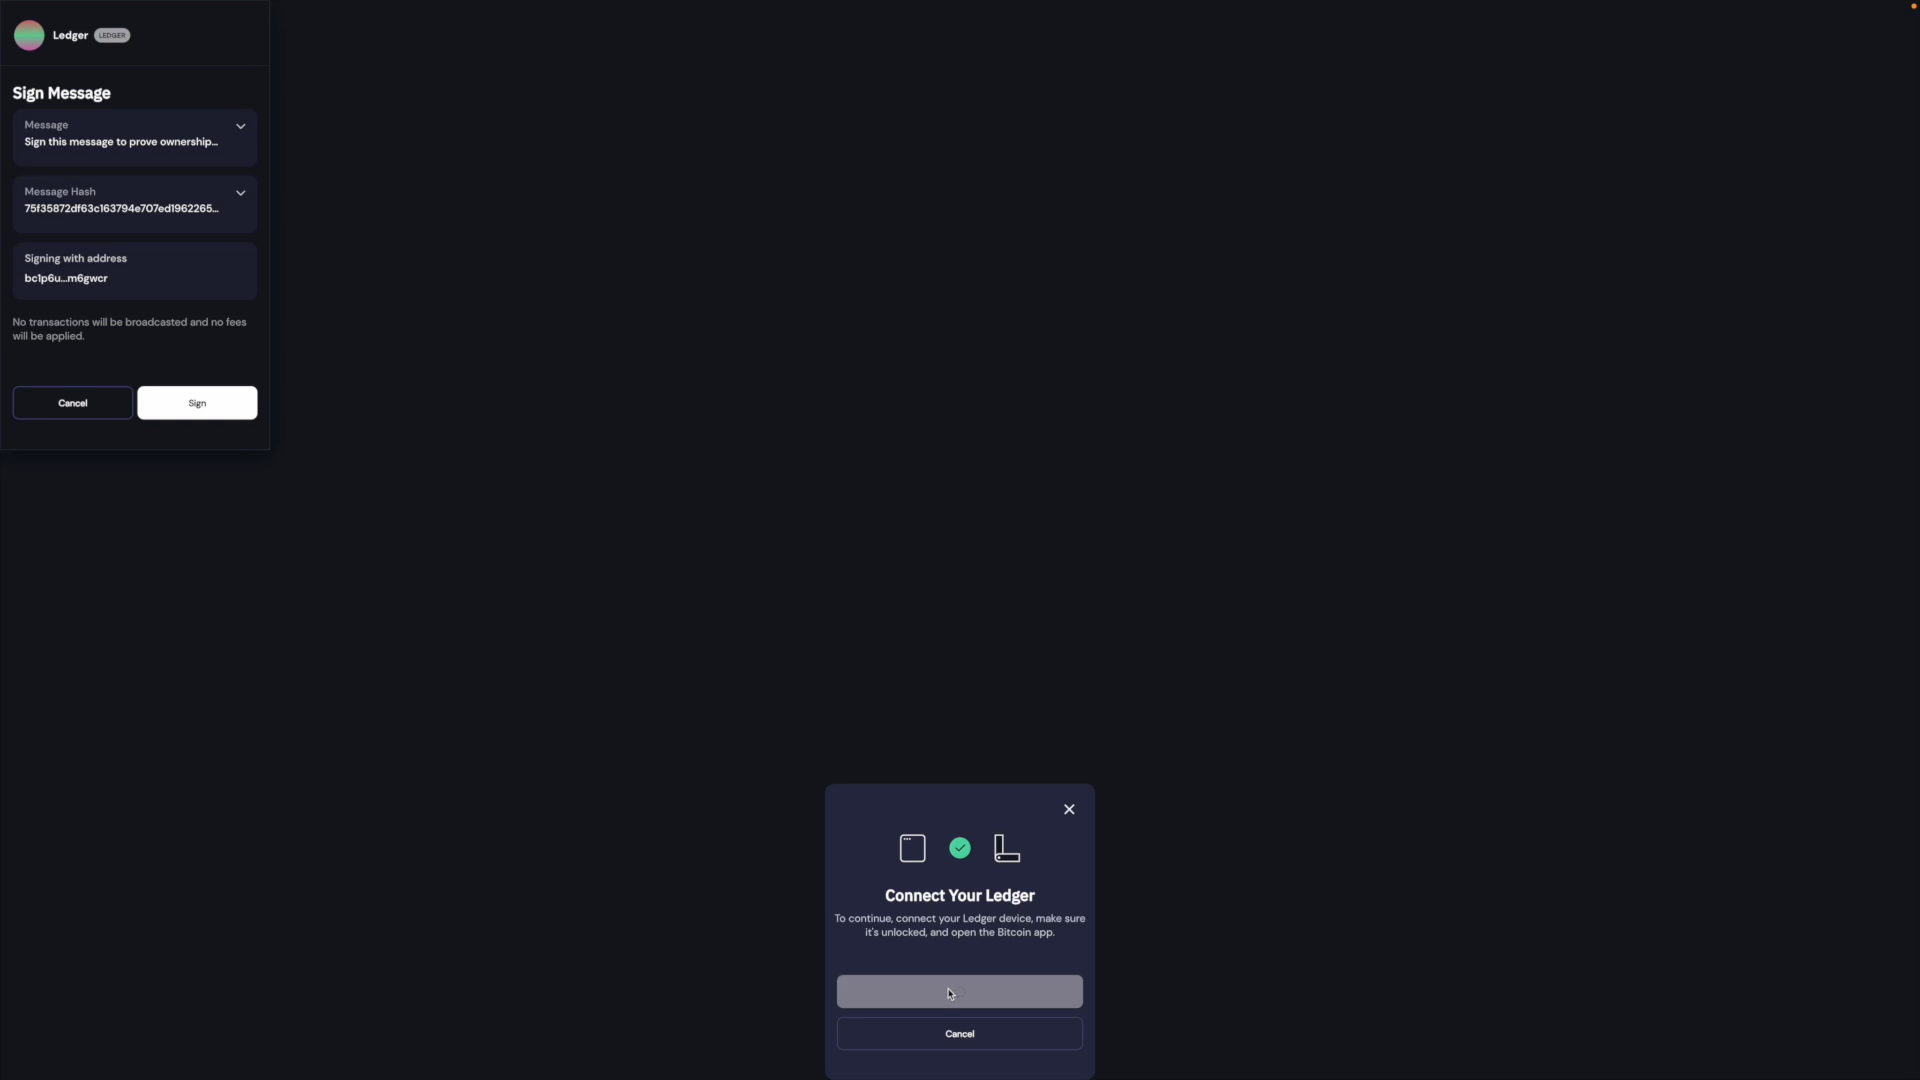 Ledger LEDGER
Sign Message
Message
Sign this message to prove ownership...
Message Hash
75f35872df63c163794e707ed1962265...
Signing with address
bc1p6u...m6gwcr
No transactions will be broadcasted and no fees
will be applied.
Cancel Sign
Connect Your Ledger
To continue, connect your Ledger device, make sure
it's unlocked, and open the Bitcoin app.
Cancel